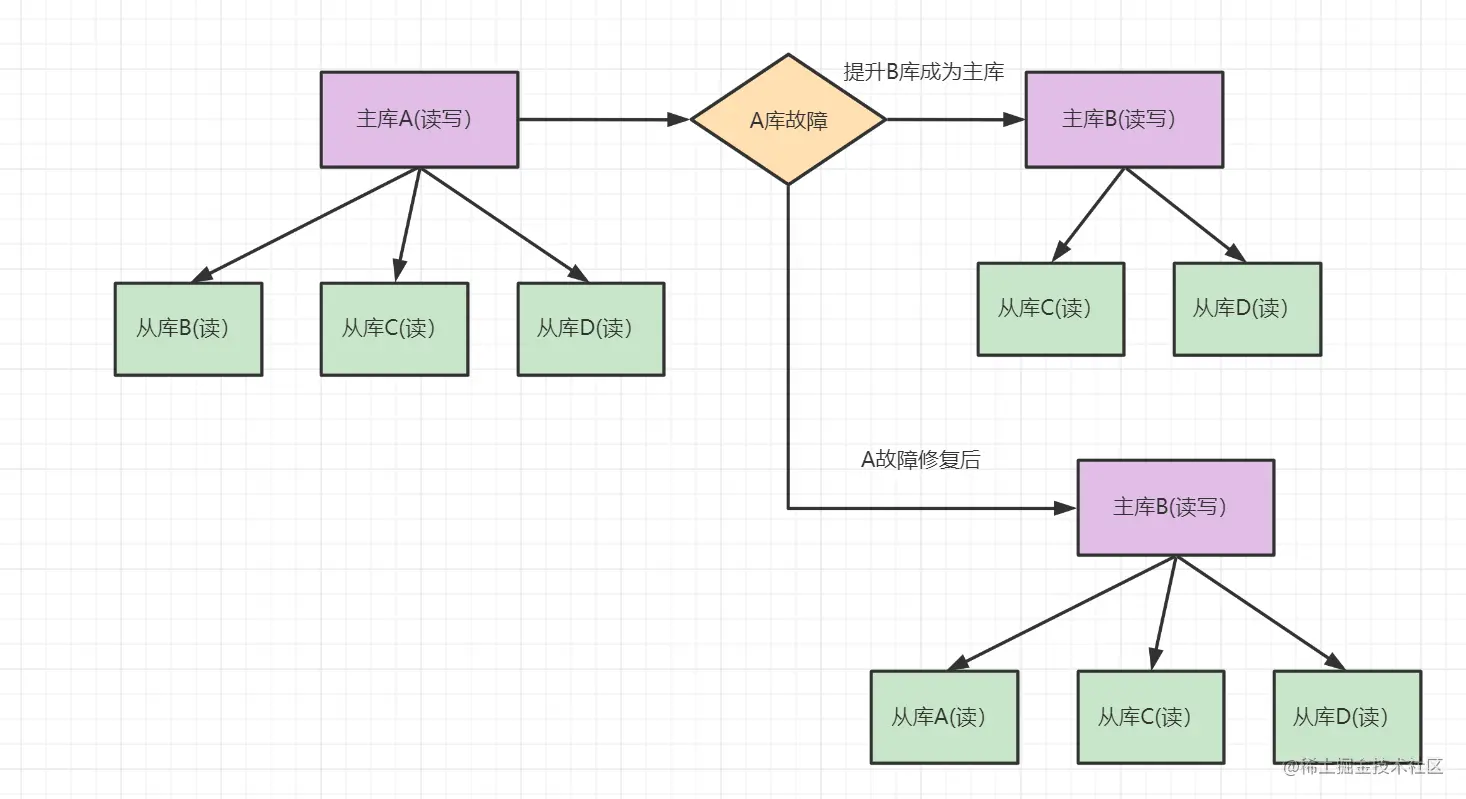 提升B库成为主库
主库A(读写)
A库故障
主库B(读写)
从库B(读)
从库C(读)
从库D(读)
从库C(读)
从库D(读)
A故障修复后
主库B(读写)
从库A(读)
从库C(读)
从库D(读)
@稀土掘金技术社区